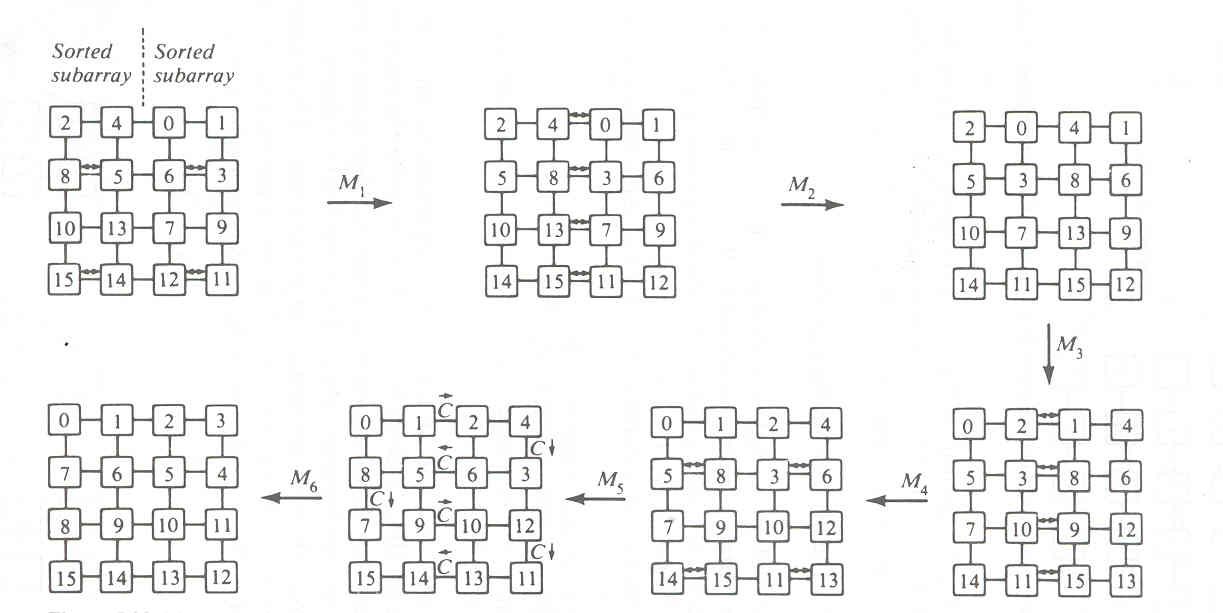 Sorted Sorted
subarray subarray
2 4 0 1
8 5 6 3
10 13 7 9
15 14 12 11
M1
2 4 0 1
5 8 3 6
10 13 7 9
14 15 11 12
M2
2 0 4 1
5 3 8 6
10 7 13 9
14 11 15 12
M3
0 2 1 4
5 3 8 6
7 10 9 12
14 11 15 13
M4
0 1 2 4
5 8 3 6
7 9 10 12
14 15 11 13
M5
0 1 C 2 4
C
8 5 C 6 3
C
7 9 C 10 12
C
15 14 C 13 11
M6
0 1 2 3
7 6 5 4
8 9 10 11
15 14 13 12